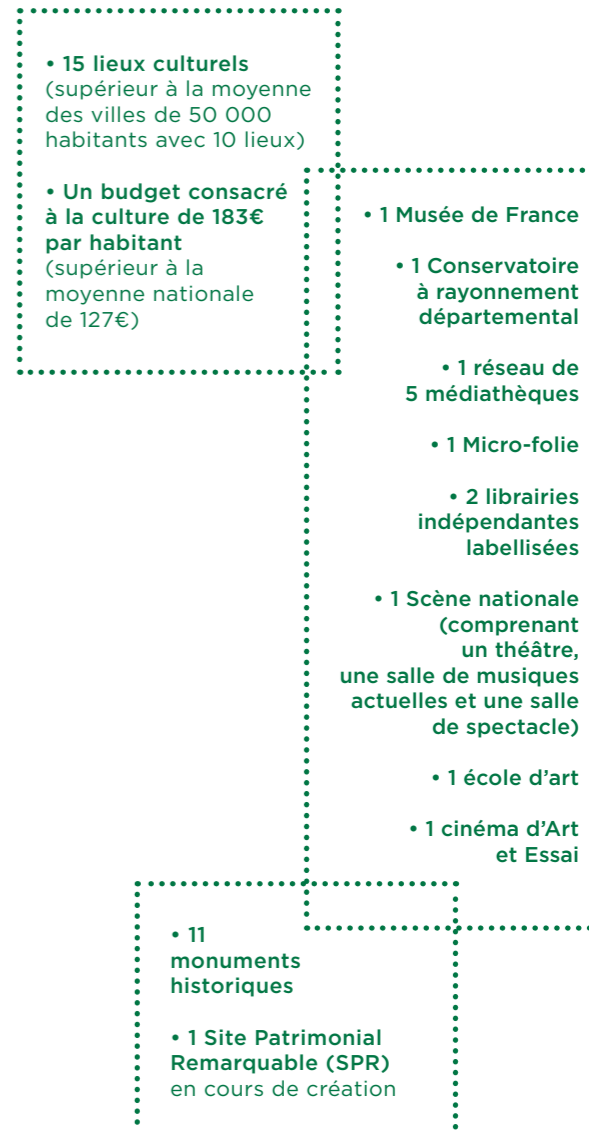 • 15 lieux culturels
(supérieur à la moyenne
des villes de 50 000
habitants avec 10 lieux)
• Un budget consacré
à la culture de 183€
par habitant
(supérieur à la
moyenne nationale
de 127€)
• 1 Musée de France
• 1 Conservatoire
à rayonnement
départemental
• 1 réseau de
5 médiathèques
• 1 Micro-folie
• 2 librairies
indépendantes
labellisées
• 1 Scène nationale
(comprenant
un théâtre,
une salle de musiques
actuelles et une salle
de spectacle)
• 1 école d’art
• 1 cinéma d’Art
et Essai
• 11
monuments
historiques
• 1 Site Patrimonial
Remarquable (SPR)
en cours de création